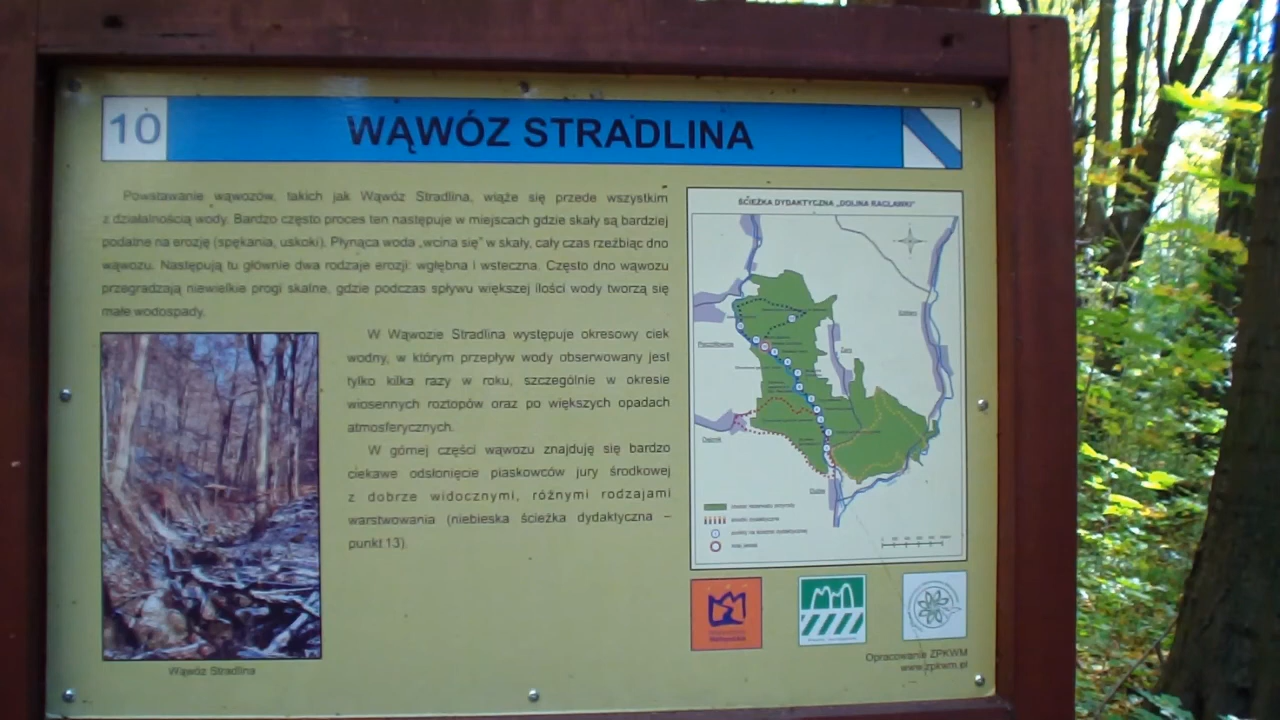 10
WĄWÓZ STRADLINA
Powstawanie wąwozów, takich jak Wąwóz Stradlina, wiąże się przede wszystkim
z działalnością wody. Bardzo często proces ten następuje w miejscach gdzie skały są bardziej
podatne na erozję (spękania, uskoki). Płynąca woda „wcina się” w skały, cały czas rzeźbiąc dno
wąwozu. Następują tu głównie dwa rodzaje erozji: wgłębna i wsteczna. Często dno wąwozu
przegradzają niewielkie progi skalne, gdzie podczas spływu większej ilości wody tworzą się
małe wodospady.
W Wąwozie Stradlina występuje okresowy ciek
wodny, w którym przepływ wody obserwowany jest
tylko kilka razy w roku, szczególnie w okresie
wiosennych roztopów oraz po większych opadach
atmosferycznych.
W górnej części wąwozu znajduję się bardzo
ciekawe odsłonięcie piaskowców jury środkowej
z dobrze widocznymi, różnymi rodzajami
warstwowania (niebieska ścieżka dydaktyczna –
punkt 13).
Wąwóz Stradlina
ŚCIEŻKA DYDAKTYCZNA „DOLINA RACŁAWKI”
Opracowanie ZPKWM
www.zpkwm.pl